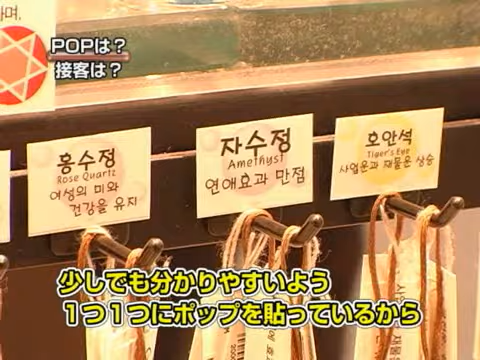 하며.
POPは？
接客は？
홍수정
Rose Quartz
여성의 미와
건강을 유지
자수정
Amethyst
연애효과 만점
호안석
Tiger's Eye
사업운과 재물운 상승
少しでも分かりやすいよう
1つ1つにポップを貼っているから